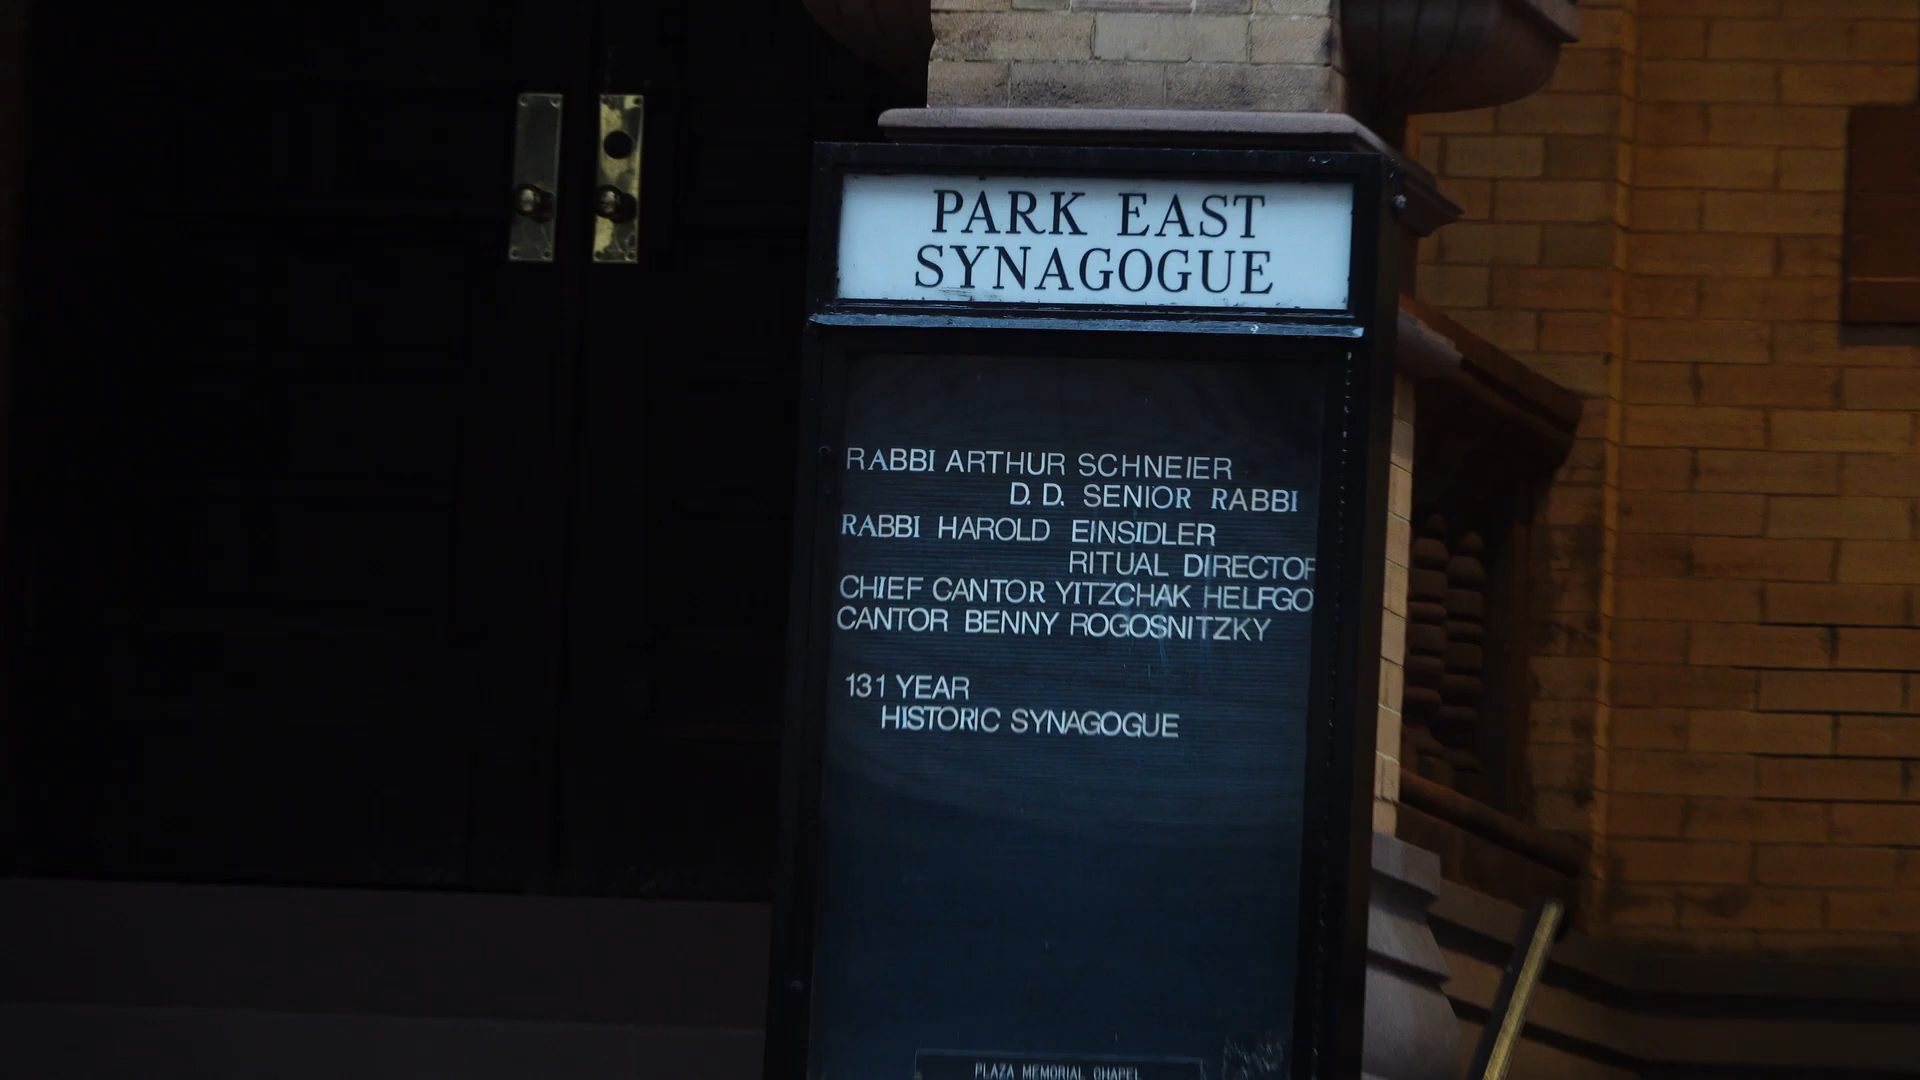 PARK EAST
SYNAGOGUE
RABBI ARTHUR SCHNEIER
D. D. SENIOR RABBI
RABBI HAROLD EINSIDLER
RITUAL DIRECTOR
CHIEF CANTOR YITZCHAK HELFGO
CANTOR BENNY ROGOSNITZKY
131 YEAR
HISTORIC SYNAGOGUE
PLAZA MEMORIAL CHAPEL